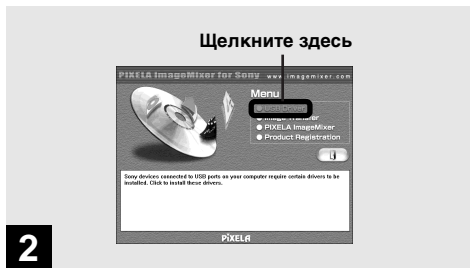 Щелкните здесь
PIXELA ImageMixer for Sony www.imagemixer.com
Menu
USB Driver
Image Transfer
PIXELA ImageMixer
Product Registration
Sony devices connected to USB ports on your computer require certain drivers to be
installed. Click to install these drivers.
PIXELA
2